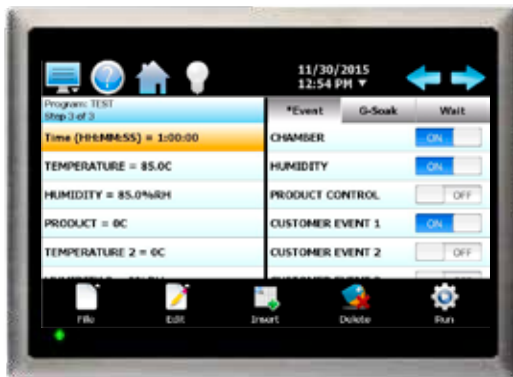 11/30/2015
12:54 PM ▼
Program: TEST
Step 3 of 3
*Event
G-Soak
Wait
Time (HH:MM:SS) = 1:00:00
CHAMBER
ON
TEMPERATURE = 85.0C
HUMIDITY
ON
HUMIDITY = 85.0%RH
PRODUCT CONTROL
OFF
PRODUCT = 0C
CUSTOMER EVENT 1
ON
TEMPERATURE 2 = 0C
CUSTOMER EVENT 2
OFF
File
Edit
Insert
Delete
Run